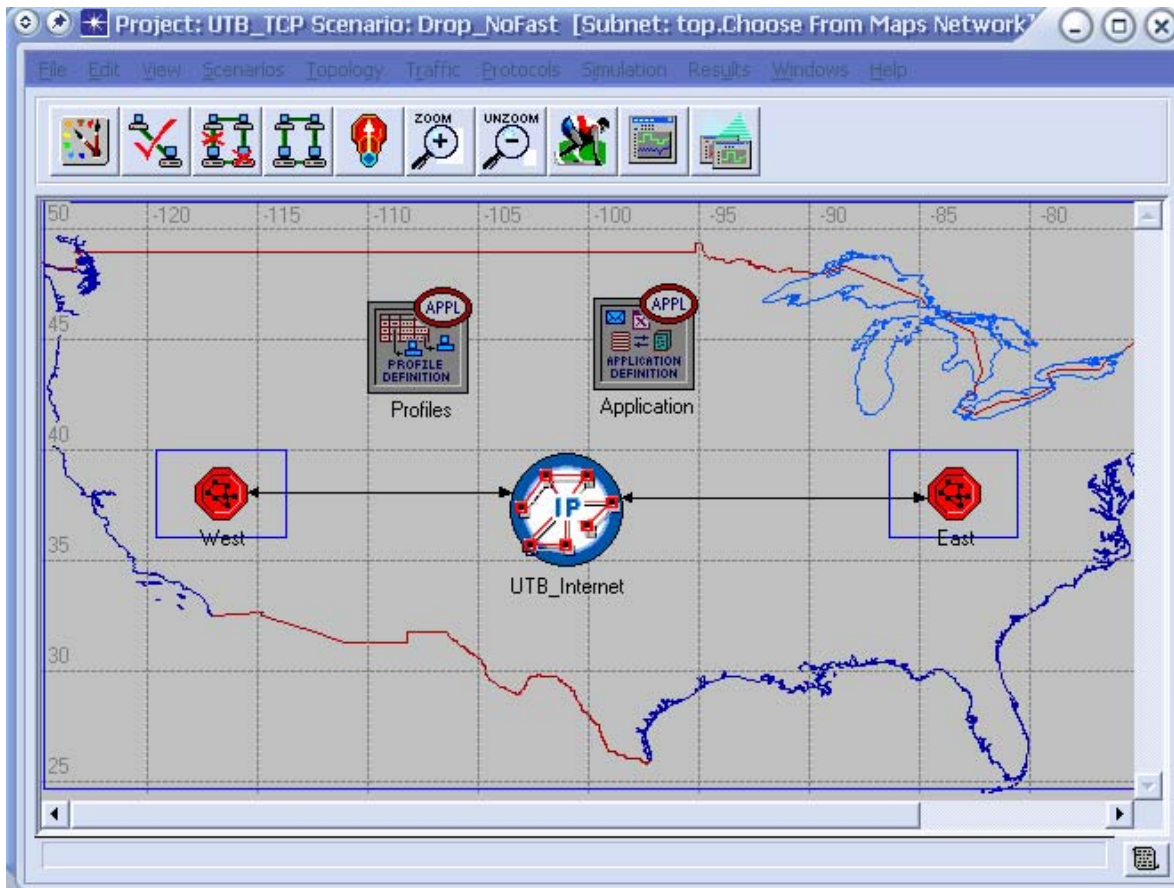 Project: UTB_TCP Scenario: Drop_NoFast [Subnet: top.Choose From Maps Network]
File Edit View Scenarios Topology Traffic Protocols Simulation Results Windows Help
ZOOM UNZOOM
50 -120 -115 -110 -105 -100 -95 -90 -85 -80
APPL
PROFILE
DEFINITION
Profiles
APPL
APPLICATION
DEFINITION
Application
45
40
West
IP
UTB_Internet
East
35
30
25